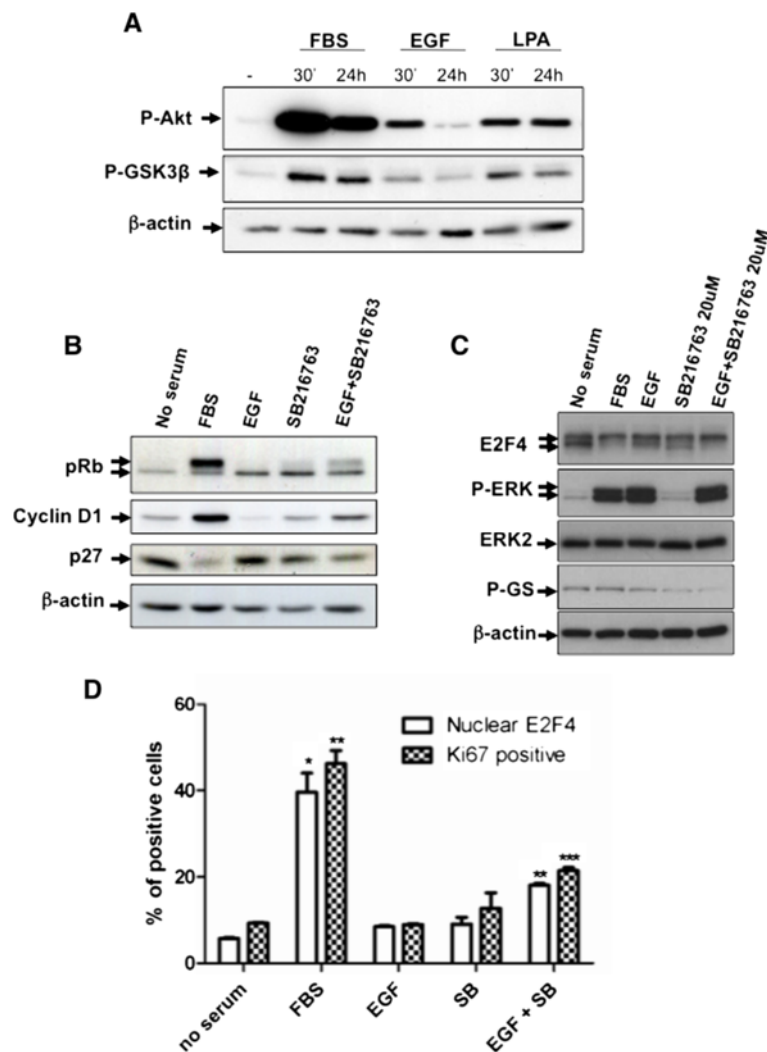 A
FBS EGF LPA
- 30' 24h 30' 24h 30' 24h
P-Akt
P-GSK3β
β-actin
B
No serum
FBS
EGF
SB216763
EGF+SB216763
pRb
Cyclin D1
p27
β-actin
C
No serum
FBS
EGF
SB216763 20uM
EGF+SB216763 20uM
E2F4
P-ERK
ERK2
P-GS
β-actin
D
% of positive cells
60
40
20
0
Nuclear E2F4
Ki67 positive
* **
** ***
no serum
FBS
EGF
SB
EGF + SB